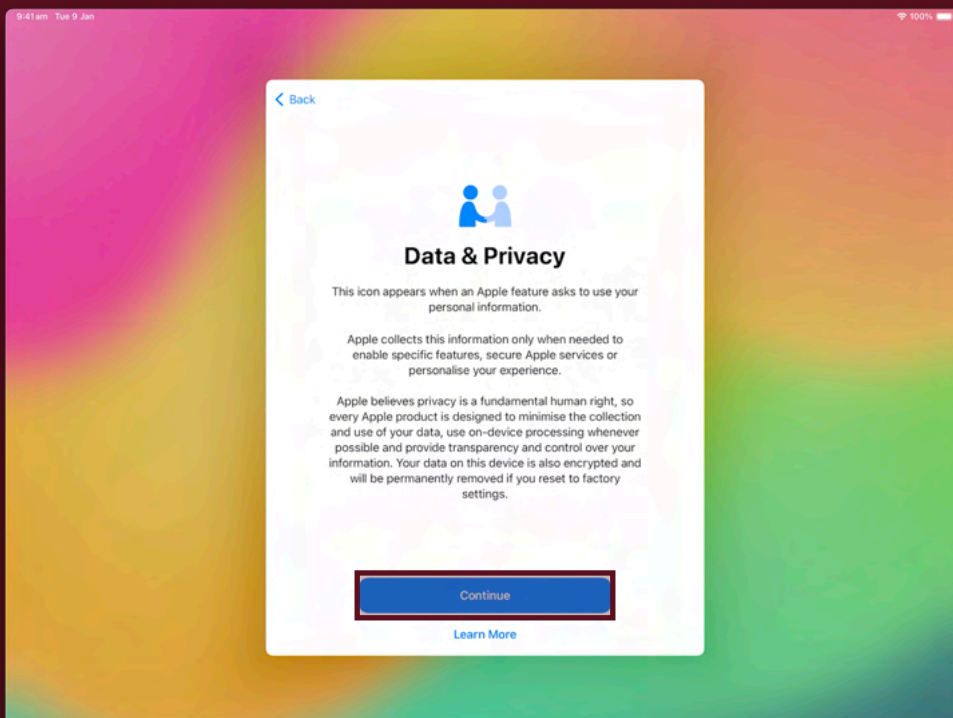 9:41am Tue 9 Jan
100%
Back
Data & Privacy
This icon appears when an Apple feature asks to use your
personal information.
Apple collects this information only when needed to
enable specific features, secure Apple services or
personalise your experience.
Apple believes privacy is a fundamental human right, so
every Apple product is designed to minimise the collection
and use of your data, use on-device processing whenever
possible and provide transparency and control over your
information. Your data on this device is also encrypted and
will be permanently removed if you reset to factory
settings.
Continue
Learn More